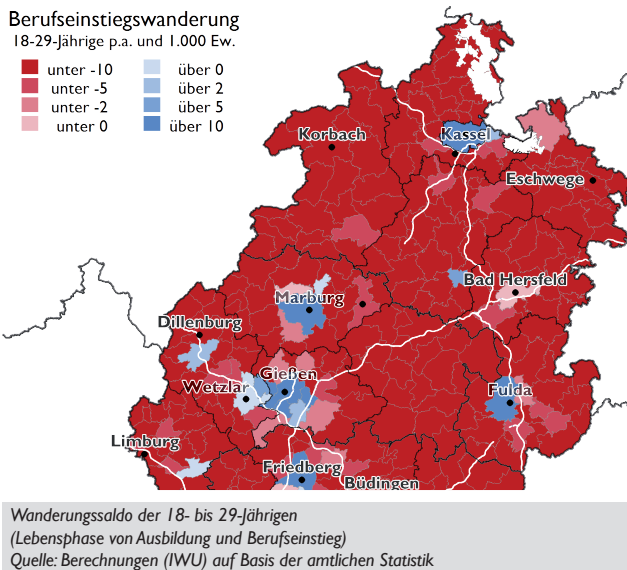 Berufseinstiegswanderung
18-29-Jährige p.a. und 1.000 Ew.
unter -10 über 0
unter -5 über 2
unter -2 über 5
unter 0 über 10
Korbach
Kassel
Eschwege
Bad Hersfeld
Marburg
Dillenburg
Gießen
Wetzlar
Fulda
Limburg
Friedberg
Büdingen
Wanderungssaldo der 18- bis 29-Jährigen
(Lebensphase von Ausbildung und Berufseinstieg)
Quelle: Berechnungen (IWU) auf Basis der amtlichen Statistik